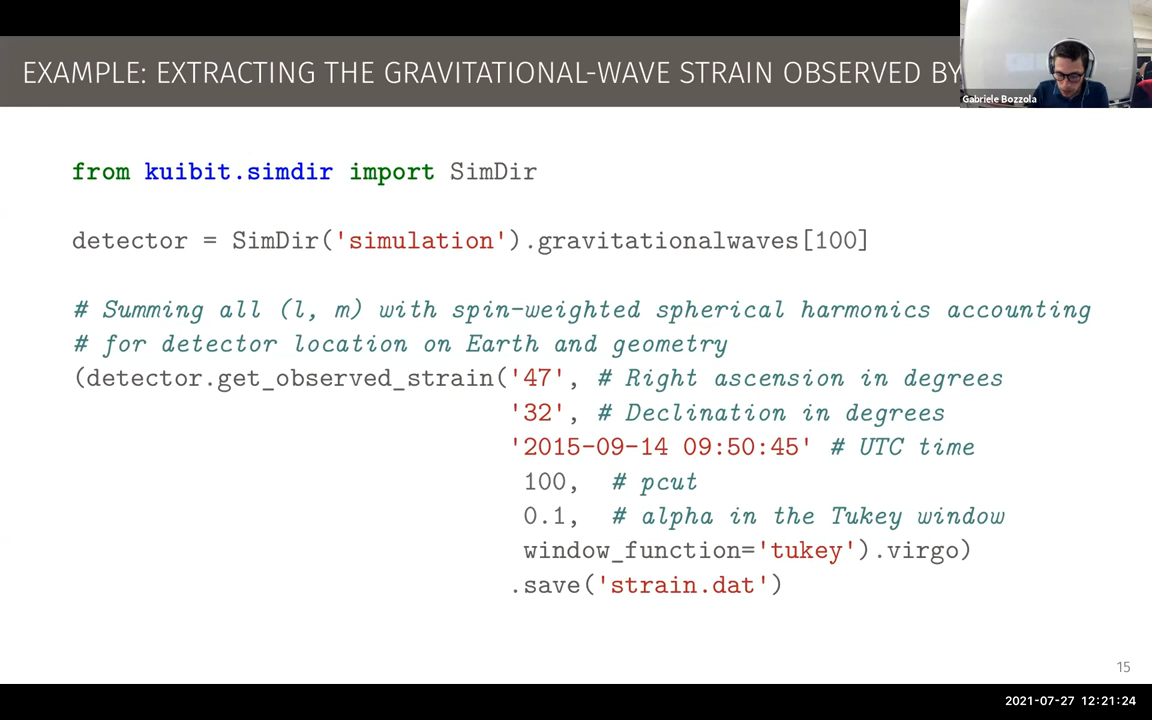 EXAMPLE: EXTRACTING THE GRAVITATIONAL-WAVE STRAIN OBSERVED BY
Gabriele Bozzola
from kuibit.simdir import SimDir
detector = SimDir('simulation').gravitationalwaves[100]
# Summing all (l, m) with spin-weighted spherical harmonics accounting
# for detector location on Earth and geometry
(detector.get_observed_strain('47', # Right ascension in degrees
'32', # Declination in degrees
'2015-09-14 09:50:45' # UTC time
100, # pcut
0.1, # alpha in the Tukey window
window_function='tukey').virgo)
.save('strain.dat')
15
2021-07-27 12:21:24